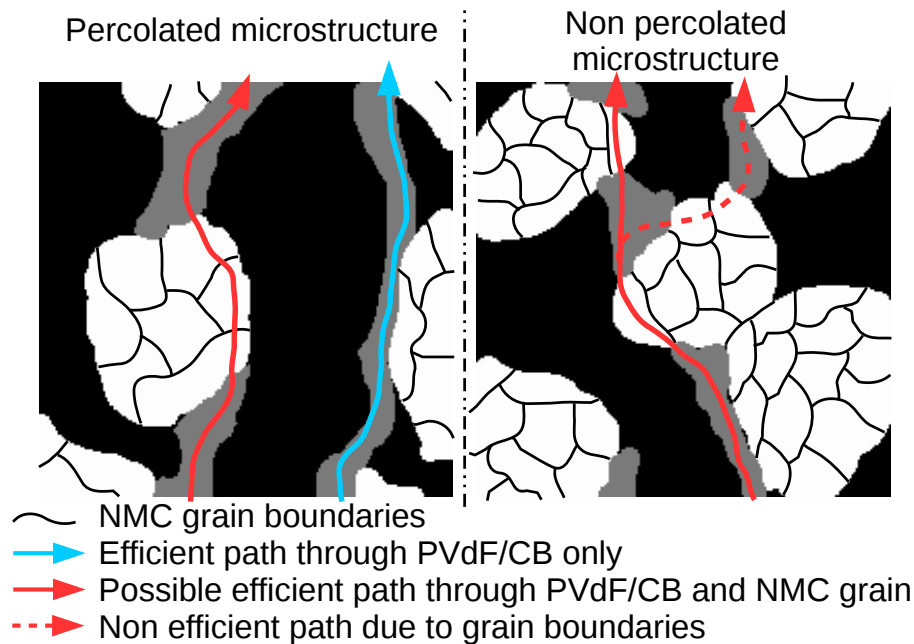 Percolated microstructure
Non percolated
microstructure
NMC grain boundaries
Efficient path through PVdF/CB only
Possible efficient path through PVdF/CB and NMC grain
Non efficient path due to grain boundaries